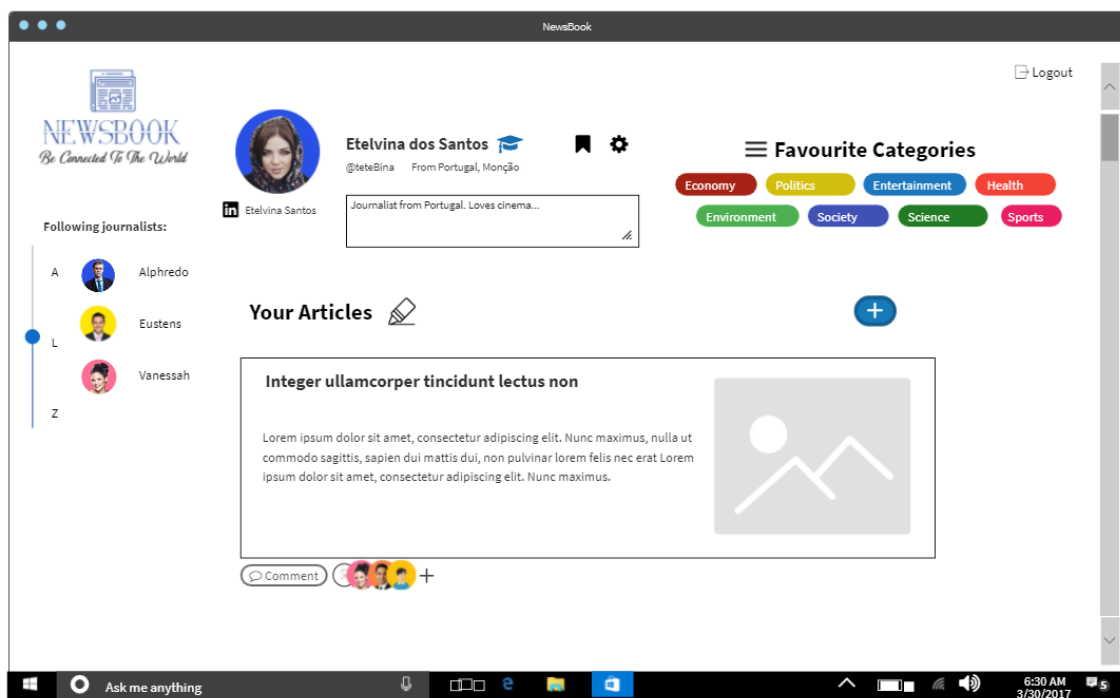 NewsBook
Logout
NEWSBOOK
Be Connected To The World
Etelvina dos Santos
@teteBina From Portugal, Monção
Etelvina Santos
Journalist from Portugal. Loves cinema...
Favourite Categories
Economy Politics Entertainment Health
Environment Society Science Sports
Following journalists:
A Alphredo
Eustens
L
Vanessah
Z
Your Articles
Integer ullamcorper tincidunt lectus non
Lorem ipsum dolor sit amet, consectetur adipiscing elit. Nunc maximus, nulla ut
commodo sagittis, sapien dui mattis dui, non pulvinar lorem felis nec erat Lorem
ipsum dolor sit amet, consectetur adipiscing elit. Nunc maximus.
Comment
Ask me anything
6:30 AM
3/30/2017
5